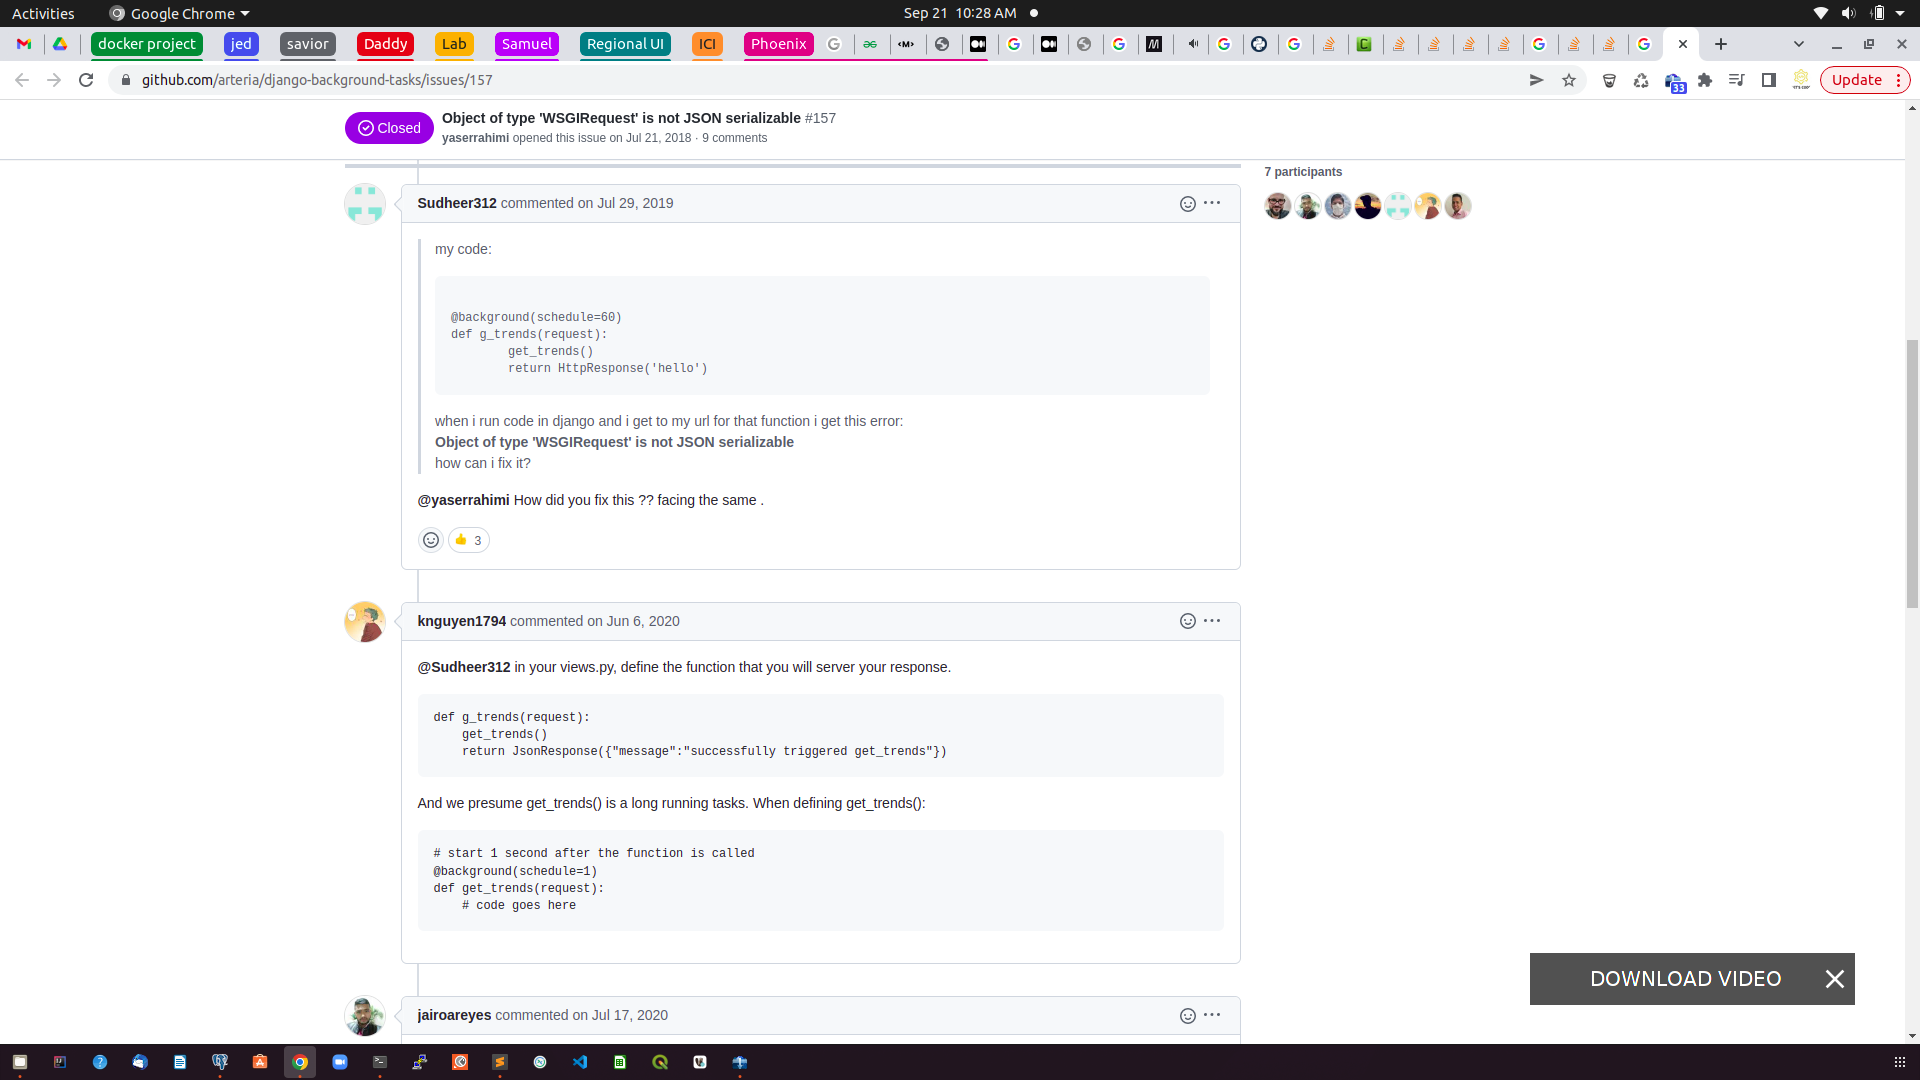 Activities
Google Chrome
Sep 21 10:28 AM
docker project
jed
savior
Daddy
Lab
Samuel
Regional UI
ICI
Phoenix
github.com/arteria/django-background-tasks/issues/157
33
Update
Closed
Object of type 'WSGIRequest' is not JSON serializable #157
yaserrahimi opened this issue on Jul 21, 2018 · 9 comments
7 participants
Sudheer312 commented on Jul 29, 2019
my code:
@background(schedule=60)
def g_trends(request):
        get_trends()
        return HttpResponse('hello')
when i run code in django and i get to my url for that function i get this error:
Object of type 'WSGIRequest' is not JSON serializable
how can i fix it?
@yaserrahimi How did you fix this ?? facing the same .
3
knguyen1794 commented on Jun 6, 2020
@Sudheer312 in your views.py, define the function that you will server your response.
def g_trends(request):
    get_trends()
    return JsonResponse({"message":"successfully triggered get_trends"})
And we presume get_trends() is a long running tasks. When defining get_trends():
# start 1 second after the function is called
@background(schedule=1)
def get_trends(request):
    # code goes here
DOWNLOAD VIDEO
jairoareyes commented on Jul 17, 2020